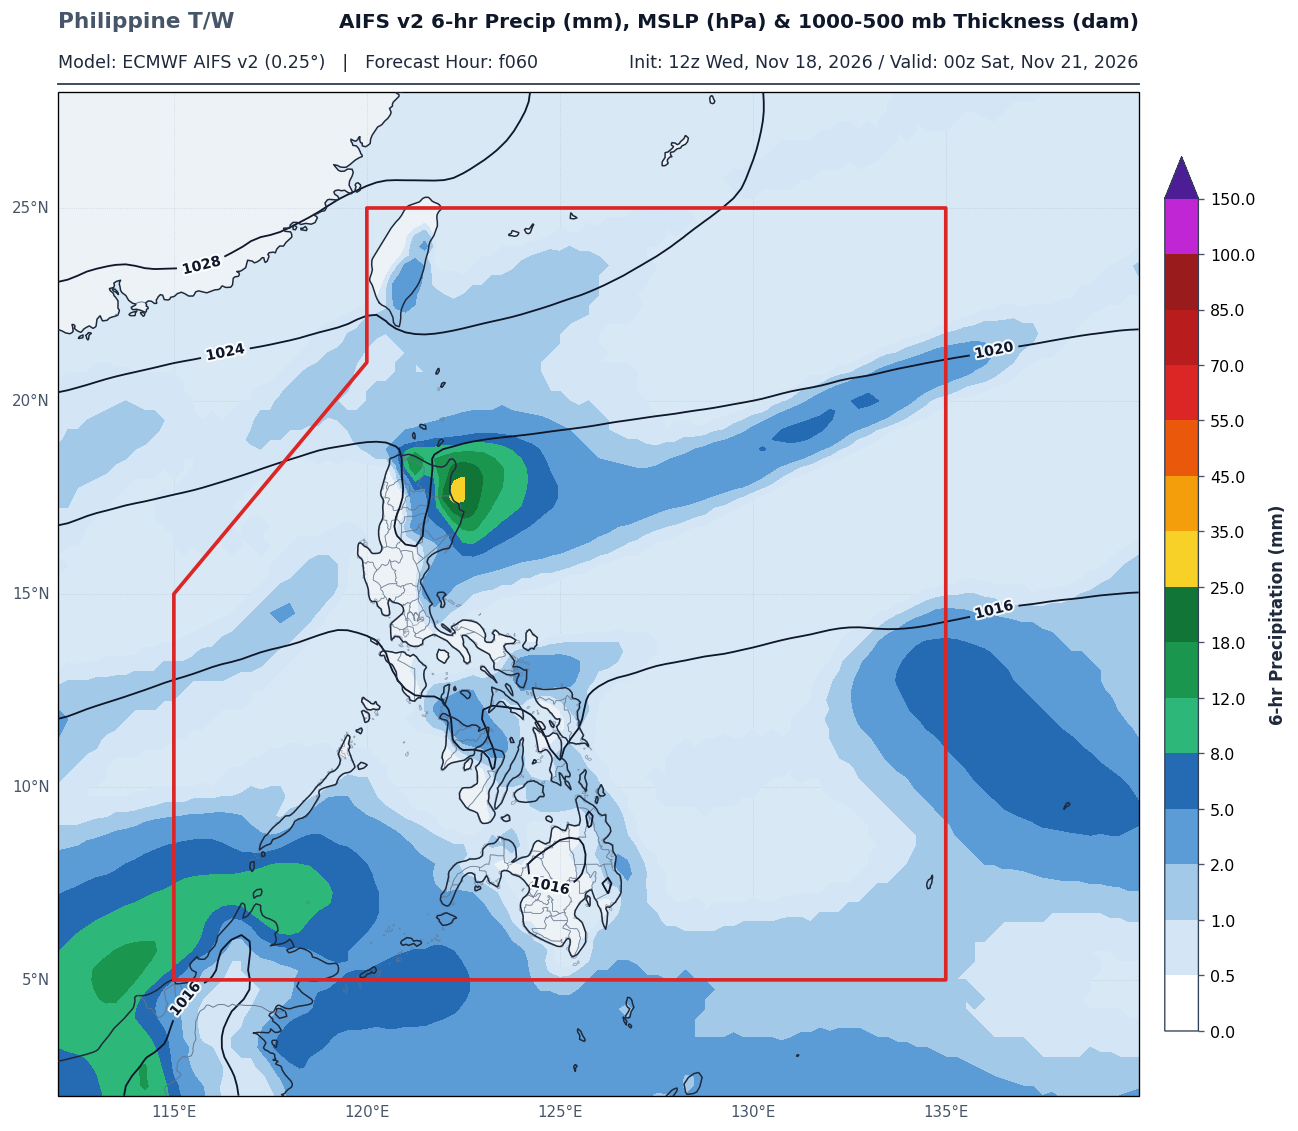 Philippine T/W
AIFS v2 6-hr Precip (mm), MSLP (hPa) & 1000-500 mb Thickness (dam)
Model: ECMWF AIFS v2 (0.25°)   |   Forecast Hour: f060
Init: 12z Wed, Nov 18, 2026 / Valid: 00z Sat, Nov 21, 2026
25°N
20°N
15°N
10°N
5°N
1028
1024
1020
1016
1016
1016
115°E
120°E
125°E
130°E
135°E
150.0
100.0
85.0
70.0
55.0
45.0
35.0
25.0
18.0
12.0
8.0
5.0
2.0
1.0
0.5
0.0
6-hr Precipitation (mm)